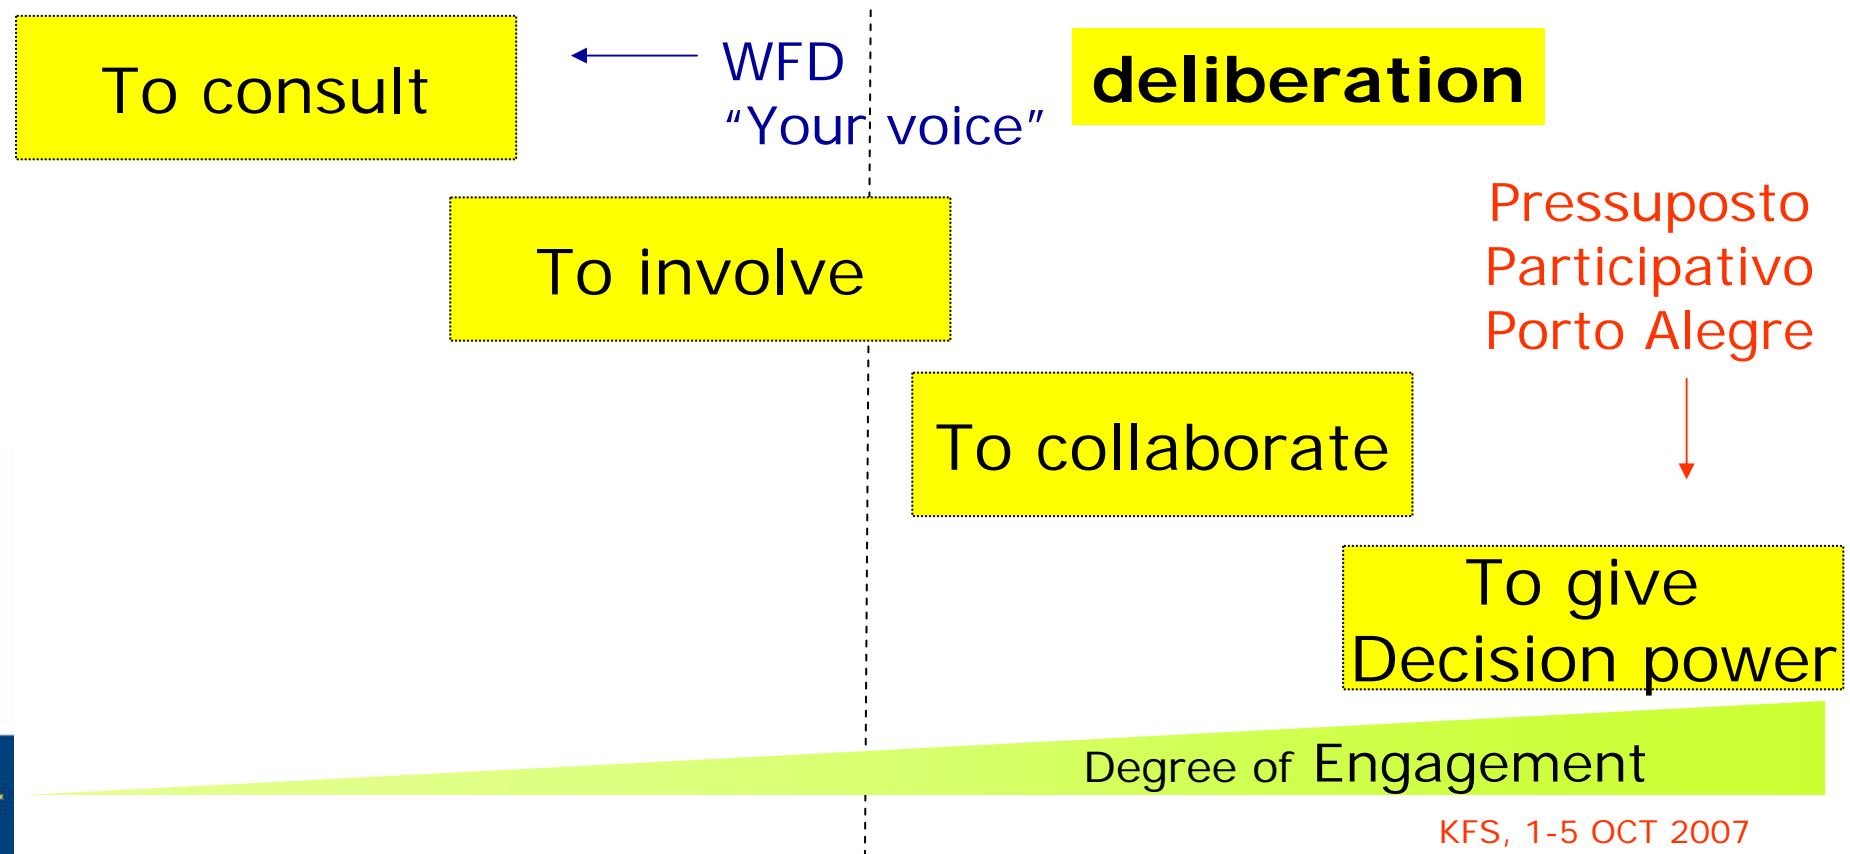 To consult
WFD
“Your voice”
deliberation
To involve
Pressuposto
Participativo
Porto Alegre
To collaborate
To give
Decision power
Degree of Engagement
KFS, 1-5 OCT 2007